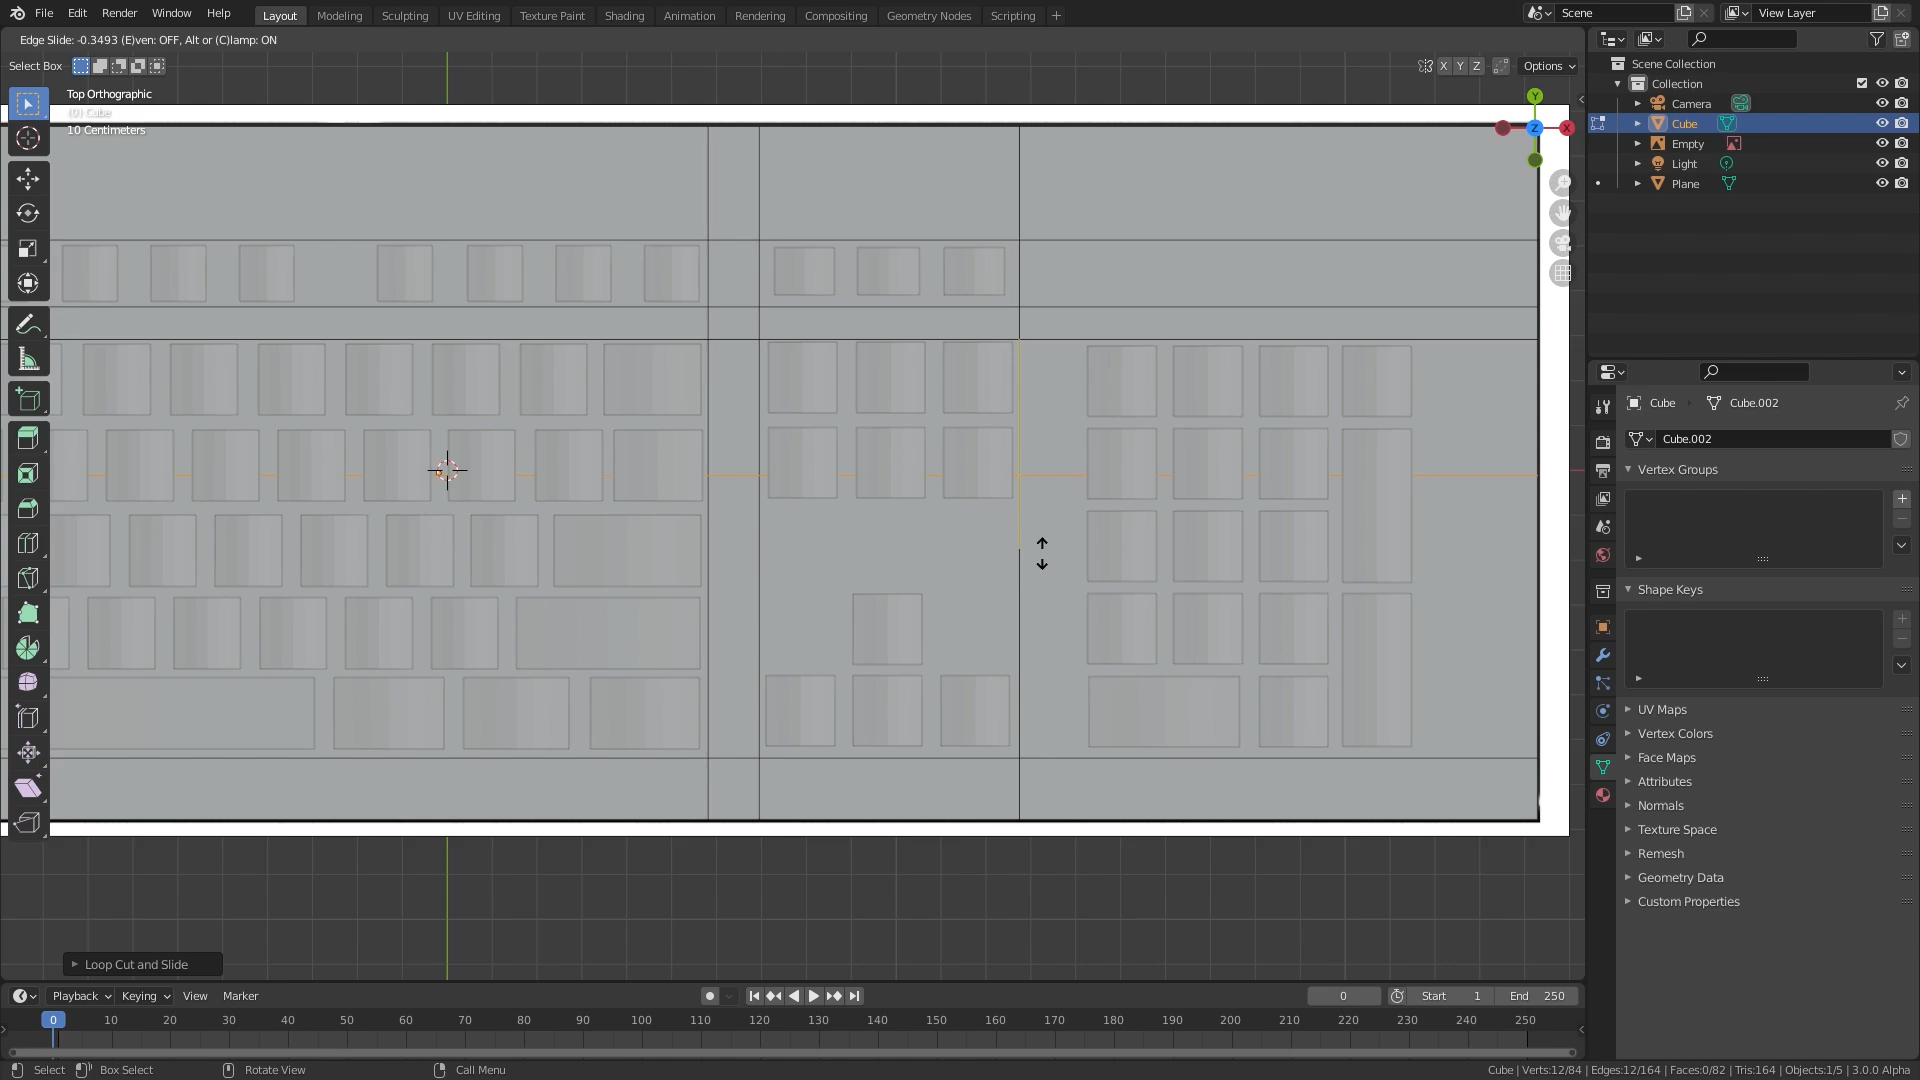 File Edit Render Window Help Layout Modeling Sculpting UV Editing Texture Paint Shading Animation Rendering Compositing Geometry Nodes Scripting + Scene View Layer
Edge Slide: -0.3493 (E)ven: OFF, Alt or (C)lamp: ON
Select Box X Y Z Options
Top Orthographic
(0) Cube
10 Centimeters
Y
Z X
Scene Collection
Collection
Camera
Cube
Empty
Light
Plane
Cube Cube.002
Cube.002
Vertex Groups
Shape Keys
UV Maps
Vertex Colors
Face Maps
Attributes
Normals
Texture Space
Remesh
Geometry Data
Custom Properties
Loop Cut and Slide
Playback Keying View Marker 0 Start 1 End 250
0 10 20 30 40 50 60 70 80 90 100 110 120 130 140 150 160 170 180 190 200 210 220 230 240 250
Select Box Select Rotate View Call Menu Cube | Verts:12/84 | Edges:12/164 | Faces:0/82 | Tris:164 | Objects:1/5 | 3.0.0 Alpha